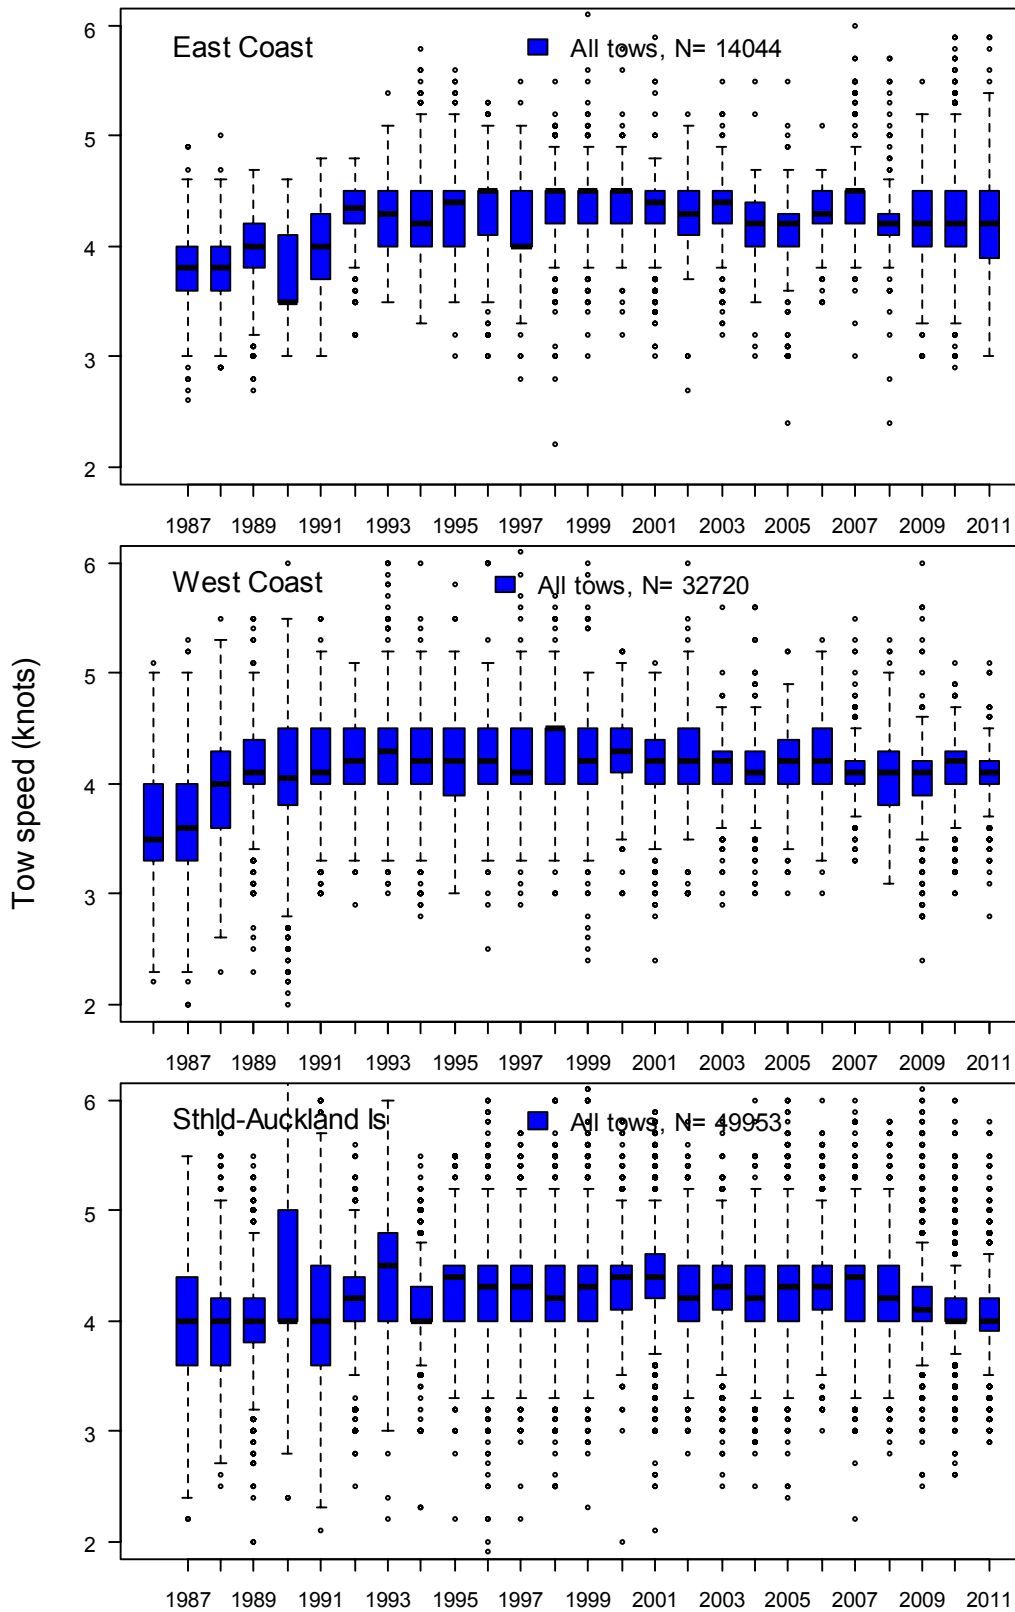 Tow speed (knots)
East Coast
All tows, N= 14044
6
5
4
3
2
1987 1989 1991 1993 1995 1997 1999 2001 2003 2005 2007 2009 2011
West Coast
All tows, N= 32720
6
5
4
3
2
1987 1989 1991 1993 1995 1997 1999 2001 2003 2005 2007 2009 2011
Sthld-Auckland Is
All tows, N= 49953
6
5
4
3
2
1987 1989 1991 1993 1995 1997 1999 2001 2003 2005 2007 2009 2011